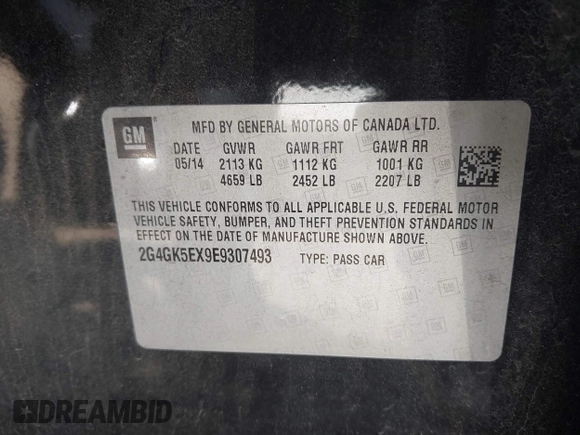 GM
MFD BY GENERAL MOTORS OF CANADA LTD.
DATE GVWR GAWR FRT GAWR RR
05/14 2113 KG 1112 KG 1001 KG
4659 LB 2452 LB 2207 LB
THIS VEHICLE CONFORMS TO ALL APPLICABLE U.S. FEDERAL MOTOR
VEHICLE SAFETY, BUMPER, AND THEFT PREVENTION STANDARDS IN
EFFECT ON THE DATE OF MANUFACTURE SHOWN ABOVE.
2G4GK5EX9E9307493 TYPE: PASS CAR
DREAMBID